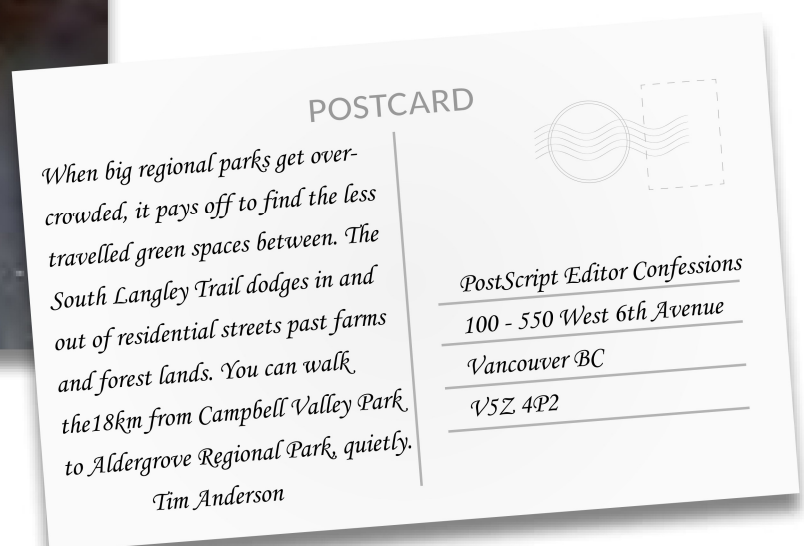 POSTCARD
When big regional parks get over-
crowded, it pays off to find the less
travelled green spaces between. The
South Langley Trail dodges in and
out of residential streets past farms
and forest lands. You can walk
the18km from Campbell Valley Park
to Aldergrove Regional Park, quietly.
Tim Anderson
PostScript Editor Confessions
100 - 550 West 6th Avenue
Vancouver BC
V5Z 4P2